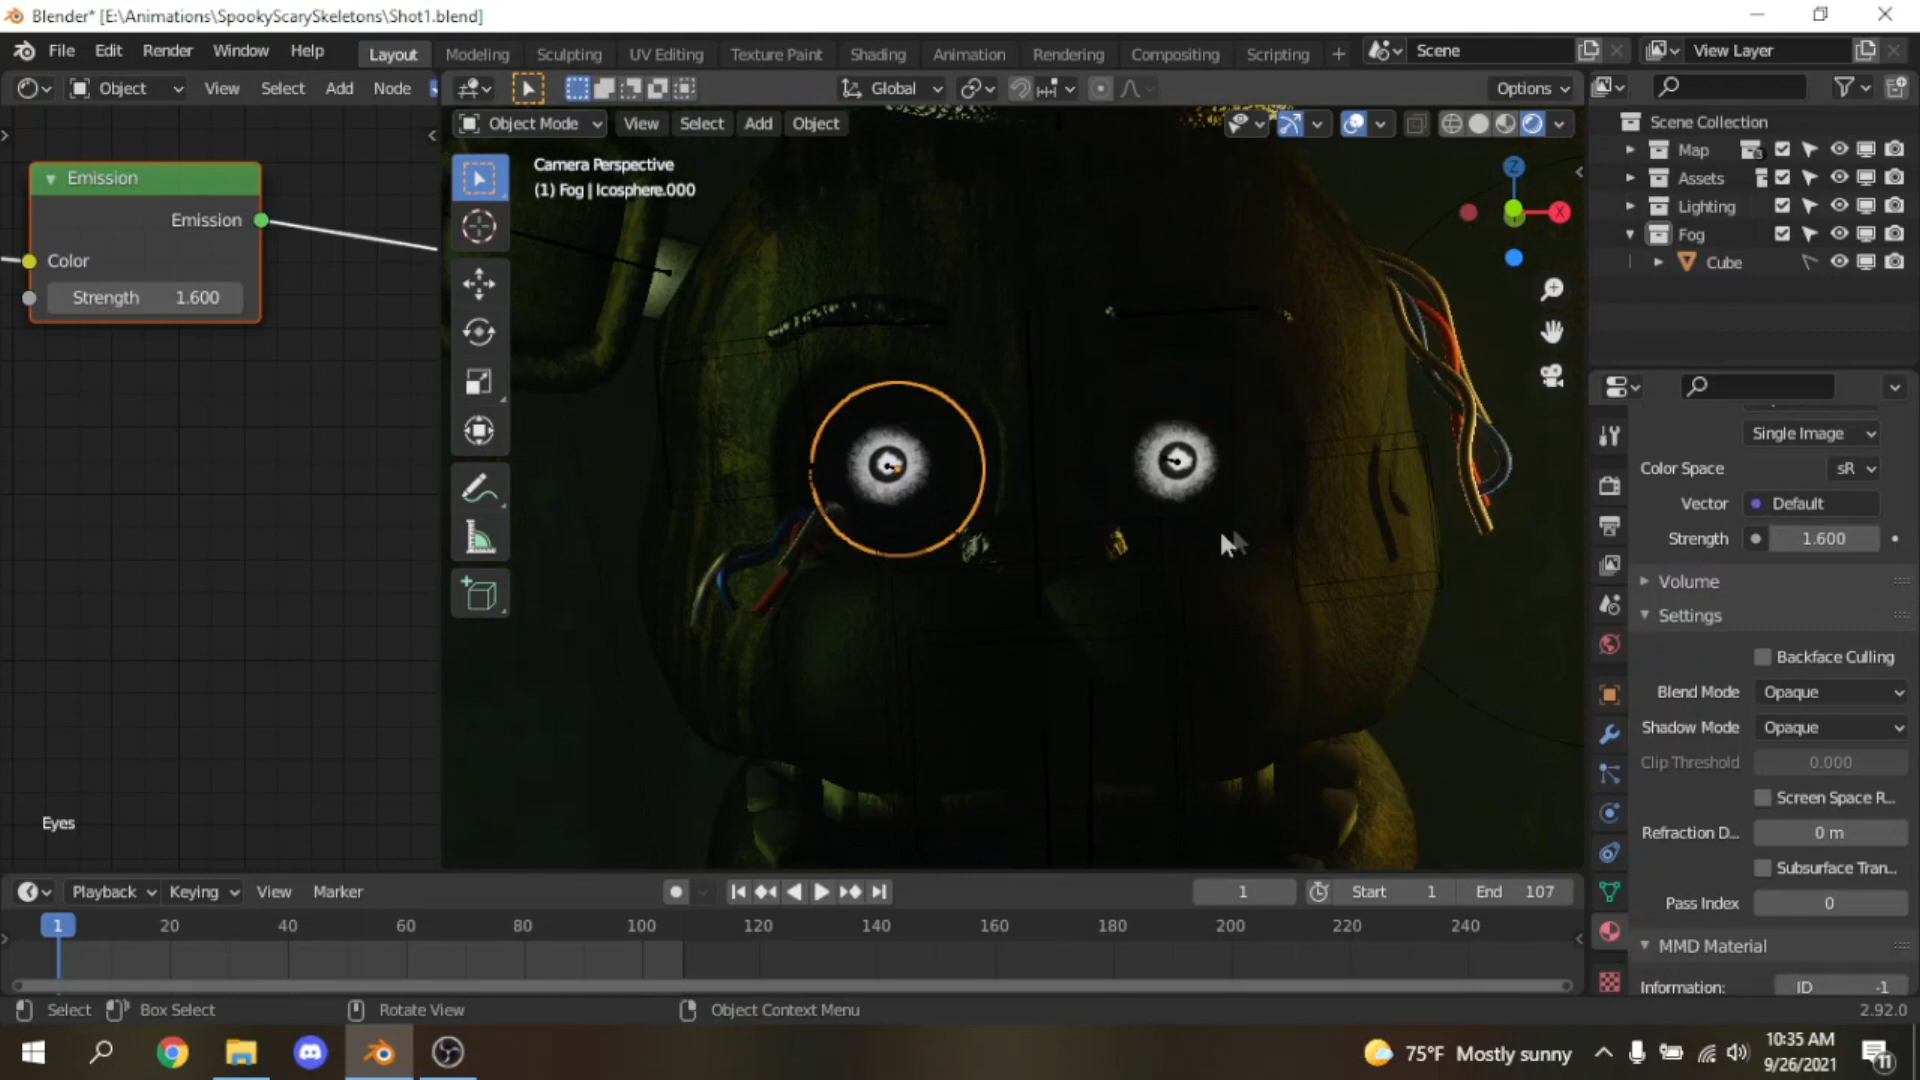 Blender* [E:\Animations\SpookyScarySkeletons\Shot1.blend]
File Edit Render Window Help Layout Modeling Sculpting UV Editing Texture Paint Shading Animation Rendering Compositing Scripting + Scene View Layer
Object View Select Add Node Global Options
Object Mode View Select Add Object
Camera Perspective
(1) Fog | Icosphere.000
Emission
Emission
Color
Strength 1.600
Eyes
Z
X
Scene Collection
Map 3
Assets
Lighting
Fog
Cube
Single Image
Color Space sR
Vector Default
Strength 1.600
Volume
Settings
Backface Culling
Blend Mode Opaque
Shadow Mode Opaque
Clip Threshold 0.000
Screen Space R...
Refraction D... 0 m
Subsurface Tran...
Pass Index 0
MMD Material
Information: ID -1
Playback Keying View Marker 1 Start 1 End 107
1 20 40 60 80 100 120 140 160 180 200 220 240
Select Box Select Rotate View Object Context Menu 2.92.0
75°F Mostly sunny
10:35 AM
9/26/2021
11